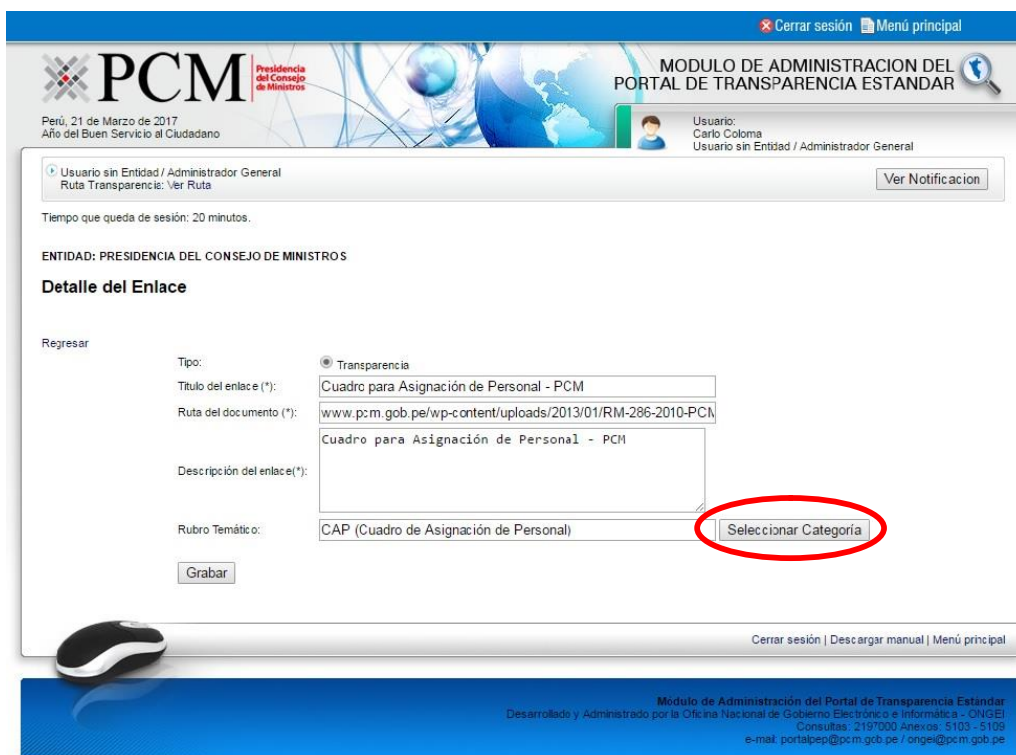 Cerrar sesión Menú principal
PCM
Presidencia
del Consejo
de Ministros
MODULO DE ADMINISTRACION DEL
PORTAL DE TRANSPARENCIA ESTANDAR
Perú, 21 de Marzo de 2017
Año del Buen Servicio al Ciudadano
Usuario:
Carlo Coloma
Usuario sin Entidad / Administrador General
Usuario sin Entidad / Administrador General
Ruta Transparencia: Ver Ruta
Ver Notificacion
Tiempo que queda de sesión: 20 minutos.
ENTIDAD: PRESIDENCIA DEL CONSEJO DE MINISTROS
Detalle del Enlace
Regresar
Tipo: Transparencia
Titulo del enlace (*): Cuadro para Asignación de Personal - PCM
Ruta del documento (*): www.pcm.gob.pe/wp-content/uploads/2013/01/RM-286-2010-PCM
Descripción del enlace(*): Cuadro para Asignación de Personal - PCM
Rubro Temático: CAP (Cuadro de Asignación de Personal) Seleccionar Categoría
Grabar
Cerrar sesión | Descargar manual | Menú principal
Módulo de Administración del Portal de Transparencia Estándar
Desarrollado y Administrado por la Oficina Nacional de Gobierno Electrónico e Informática - ONGEI
Consultas: 2197000 Anexos: 5103 - 5109
e-mail: portalpep@pcm.gob.pe / ongei@pcm.gob.pe